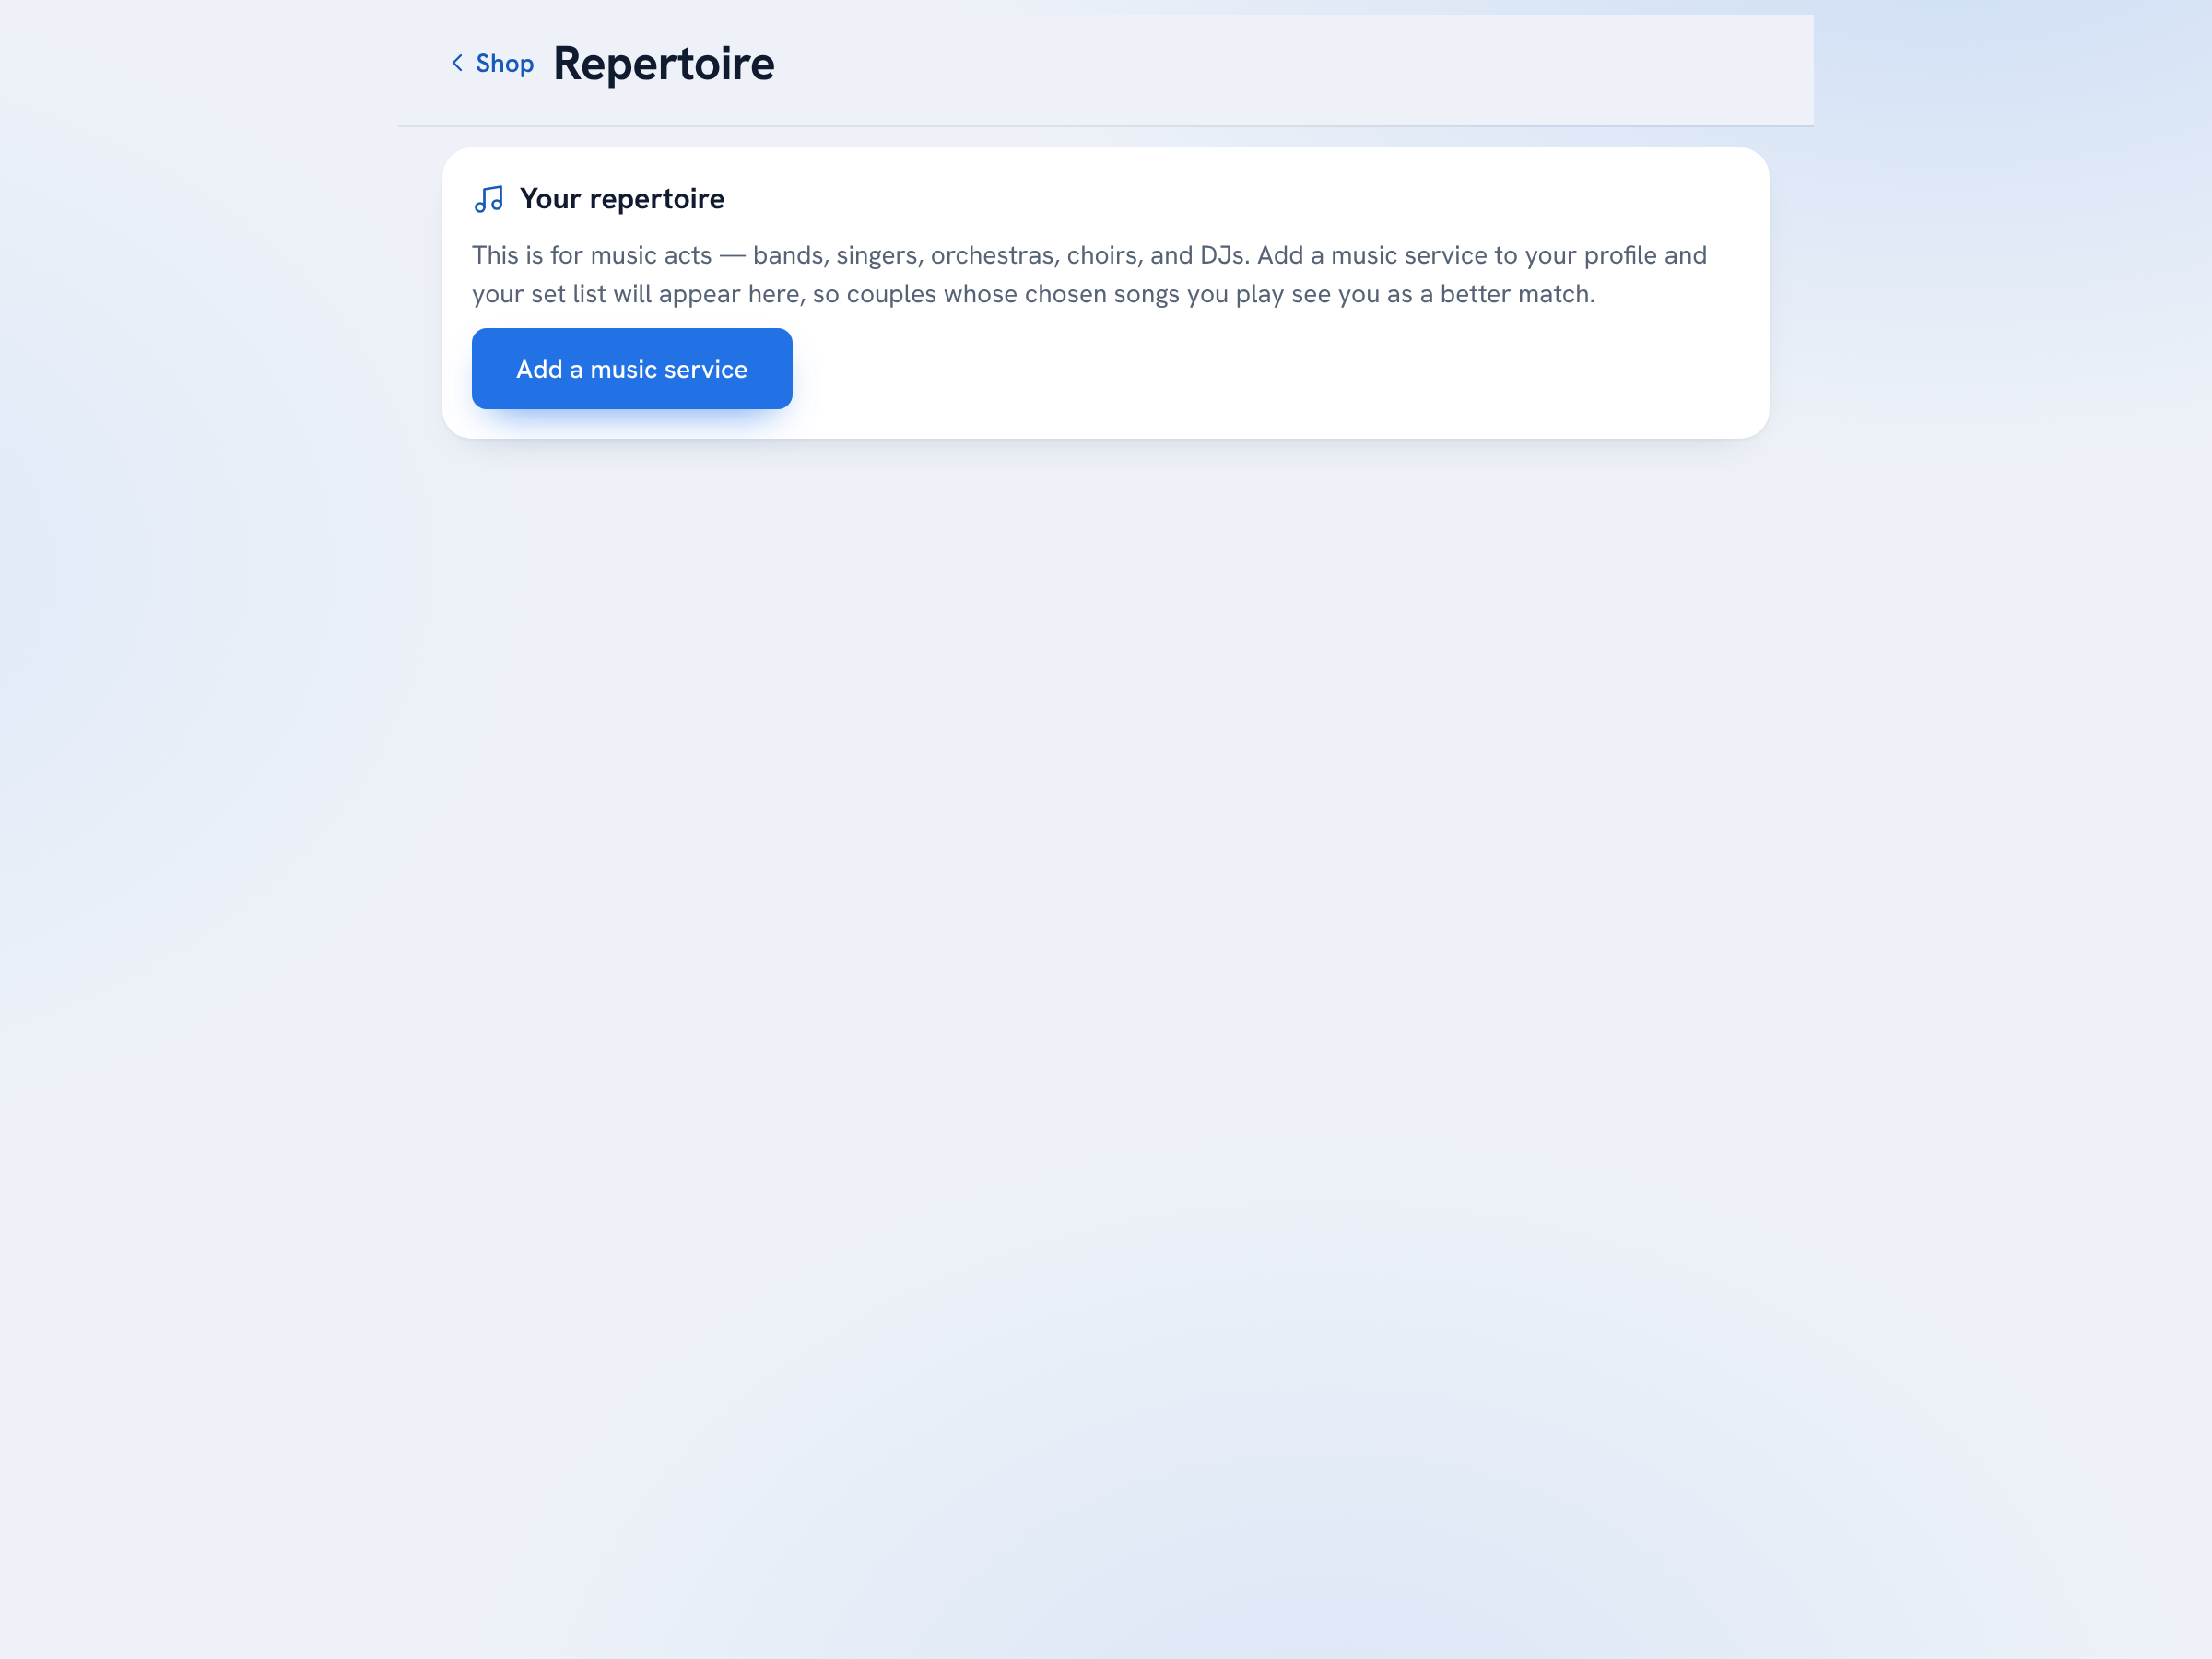 Shop Repertoire
Your repertoire
This is for music acts — bands, singers, orchestras, choirs, and DJs. Add a music service to your profile and
your set list will appear here, so couples whose chosen songs you play see you as a better match.
Add a music service